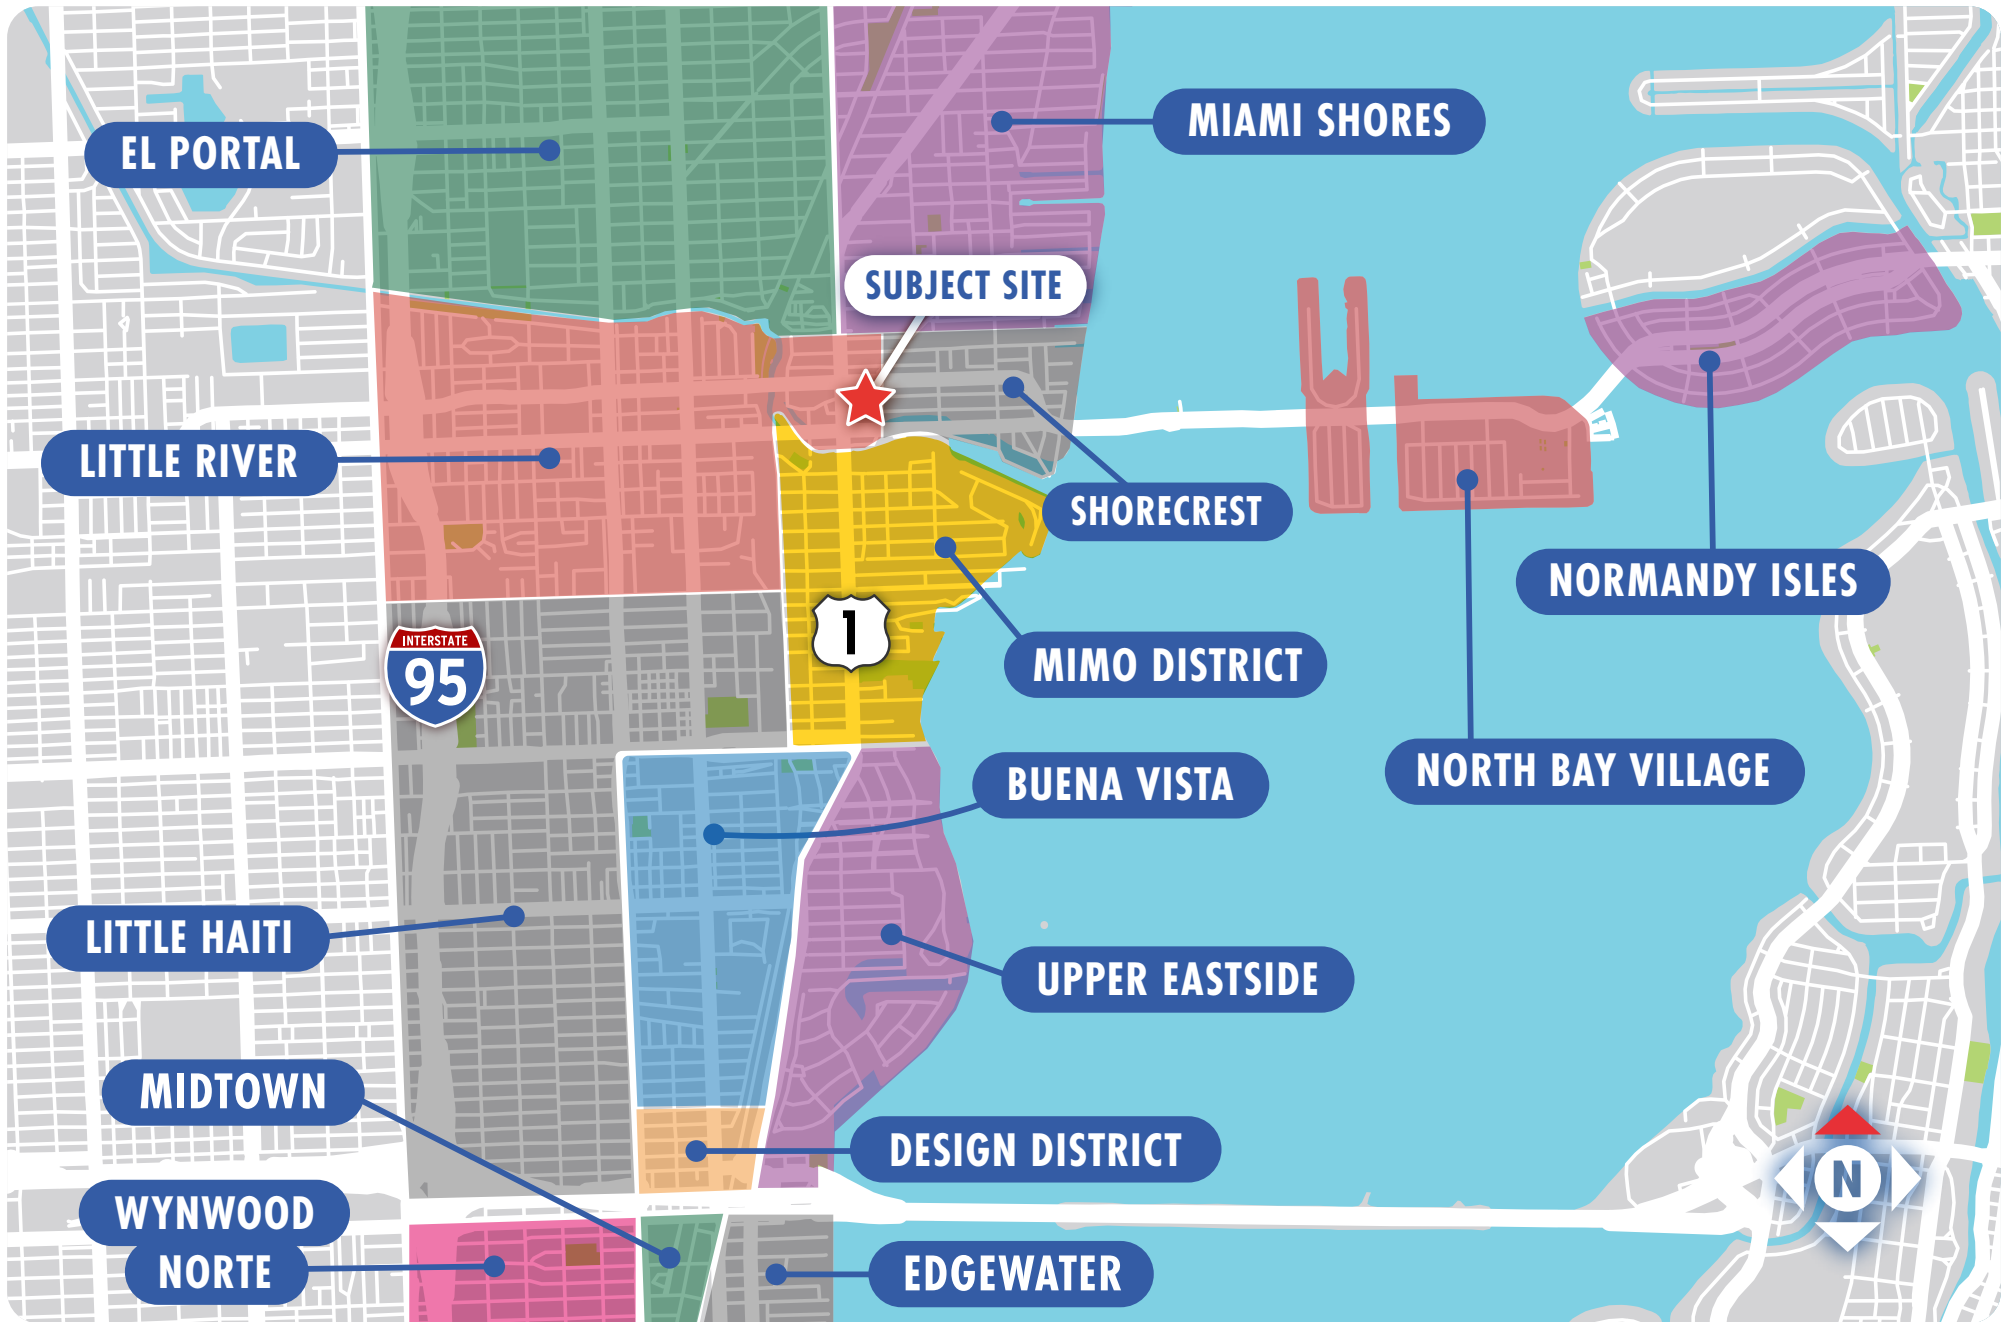 MIAMI SHORES
EL PORTAL
SUBJECT SITE
LITTLE RIVER
SHORECREST
NORMANDY ISLES
INTERSTATE
95
1
MIMO DISTRICT
NORTH BAY VILLAGE
BUENA VISTA
LITTLE HAITI
UPPER EASTSIDE
MIDTOWN
DESIGN DISTRICT
N
WYNWOOD
NORTE
EDGEWATER